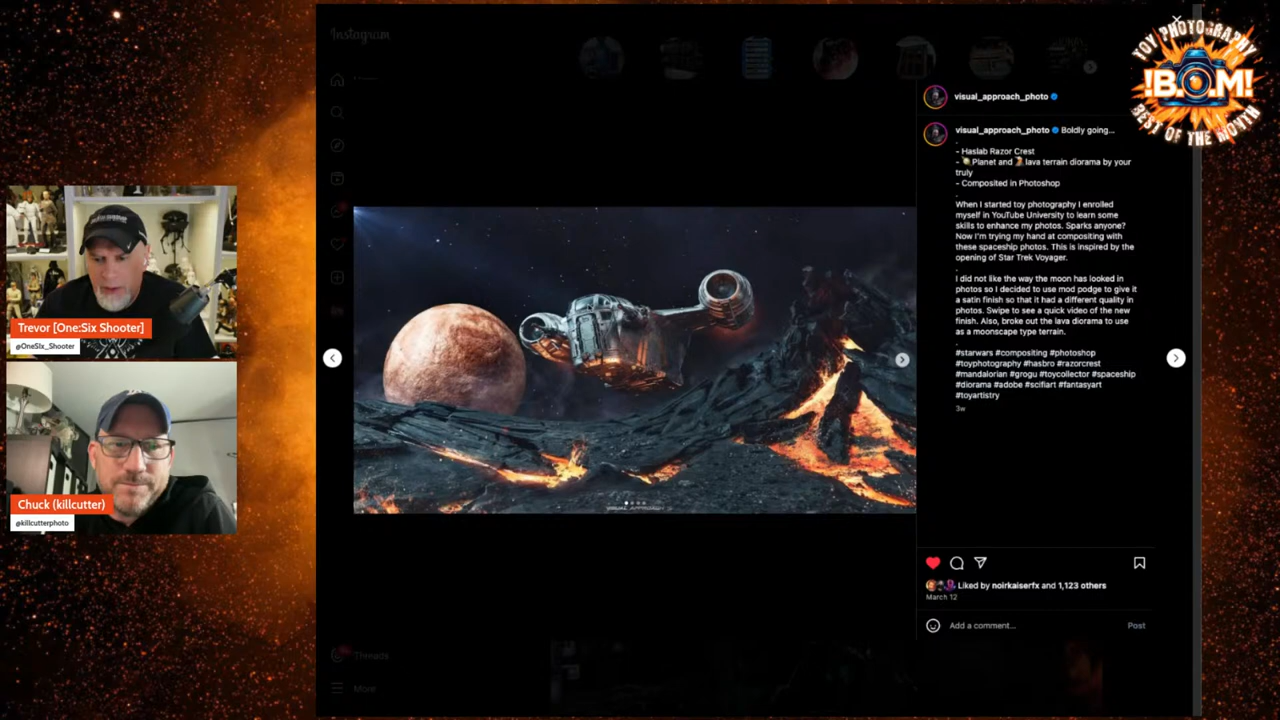 Instagram
TOY PHOTOGRAPHY
!B.O.M!
BEST OF THE MONTH
visual_approach_photo
visual_approach_photo Boldly going...
.
- Haslab Razor Crest
- Planet and lava terrain diorama by your
truly
- Composited in Photoshop
.
When I started toy photography I enrolled
myself in YouTube University to learn some
skills to enhance my photos. Sparks anyone?
Now I'm trying my hand at compositing with
these spaceship photos. This is inspired by the
opening of Star Trek Voyager.
.
I did not like the way the moon has looked in
photos so I decided to use mod podge to give it
a satin finish so that it had a different quality in
photos. Swipe to see a quick video of the new
finish. Also, broke out the lava diorama to use
as a moonscape type terrain.
.
#starwars #compositing #photoshop
#toyphotography #hasbro #razorcrest
#mandalorian #grogu #toycollector #spaceship
#diorama #adobe #scifiart #fantasyart
#toyartistry
3w
Trevor [One:Six Shooter]
@OneSix_Shooter
Chuck (killcutter)
@killcutterphoto
VISUAL APPROACH
Liked by noirkaiserfx and 1,123 others
March 12
Add a comment...
Post
Threads
More